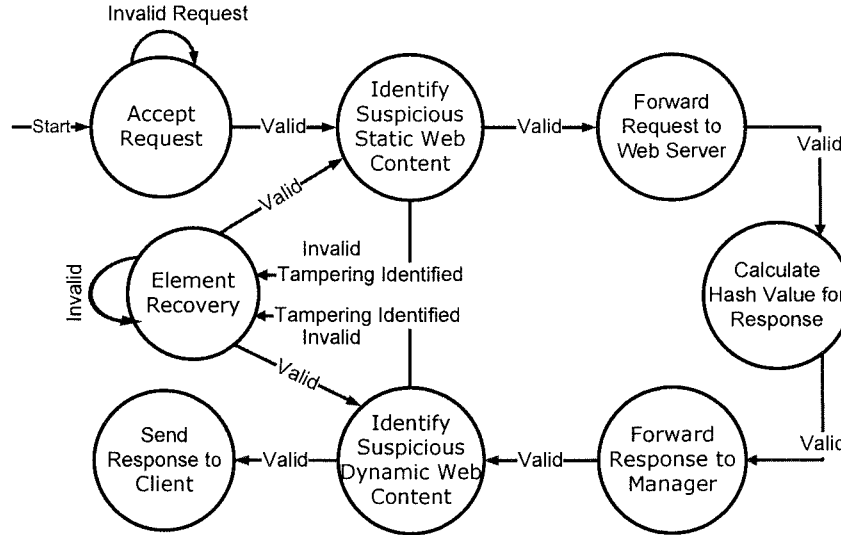 Invalid Request
Start
Accept
Request
Valid
Identify
Suspicious
Static Web
Content
Valid
Forward
Request to
Web Server
Valid
Valid
Invalid
Element
Recovery
Invalid
Tampering Identified
Tampering Identified
Invalid
Calculate
Hash Value for
Response
Valid
Send
Response to
Client
Valid
Identify
Suspicious
Dynamic Web
Content
Valid
Forward
Response to
Manager
Valid